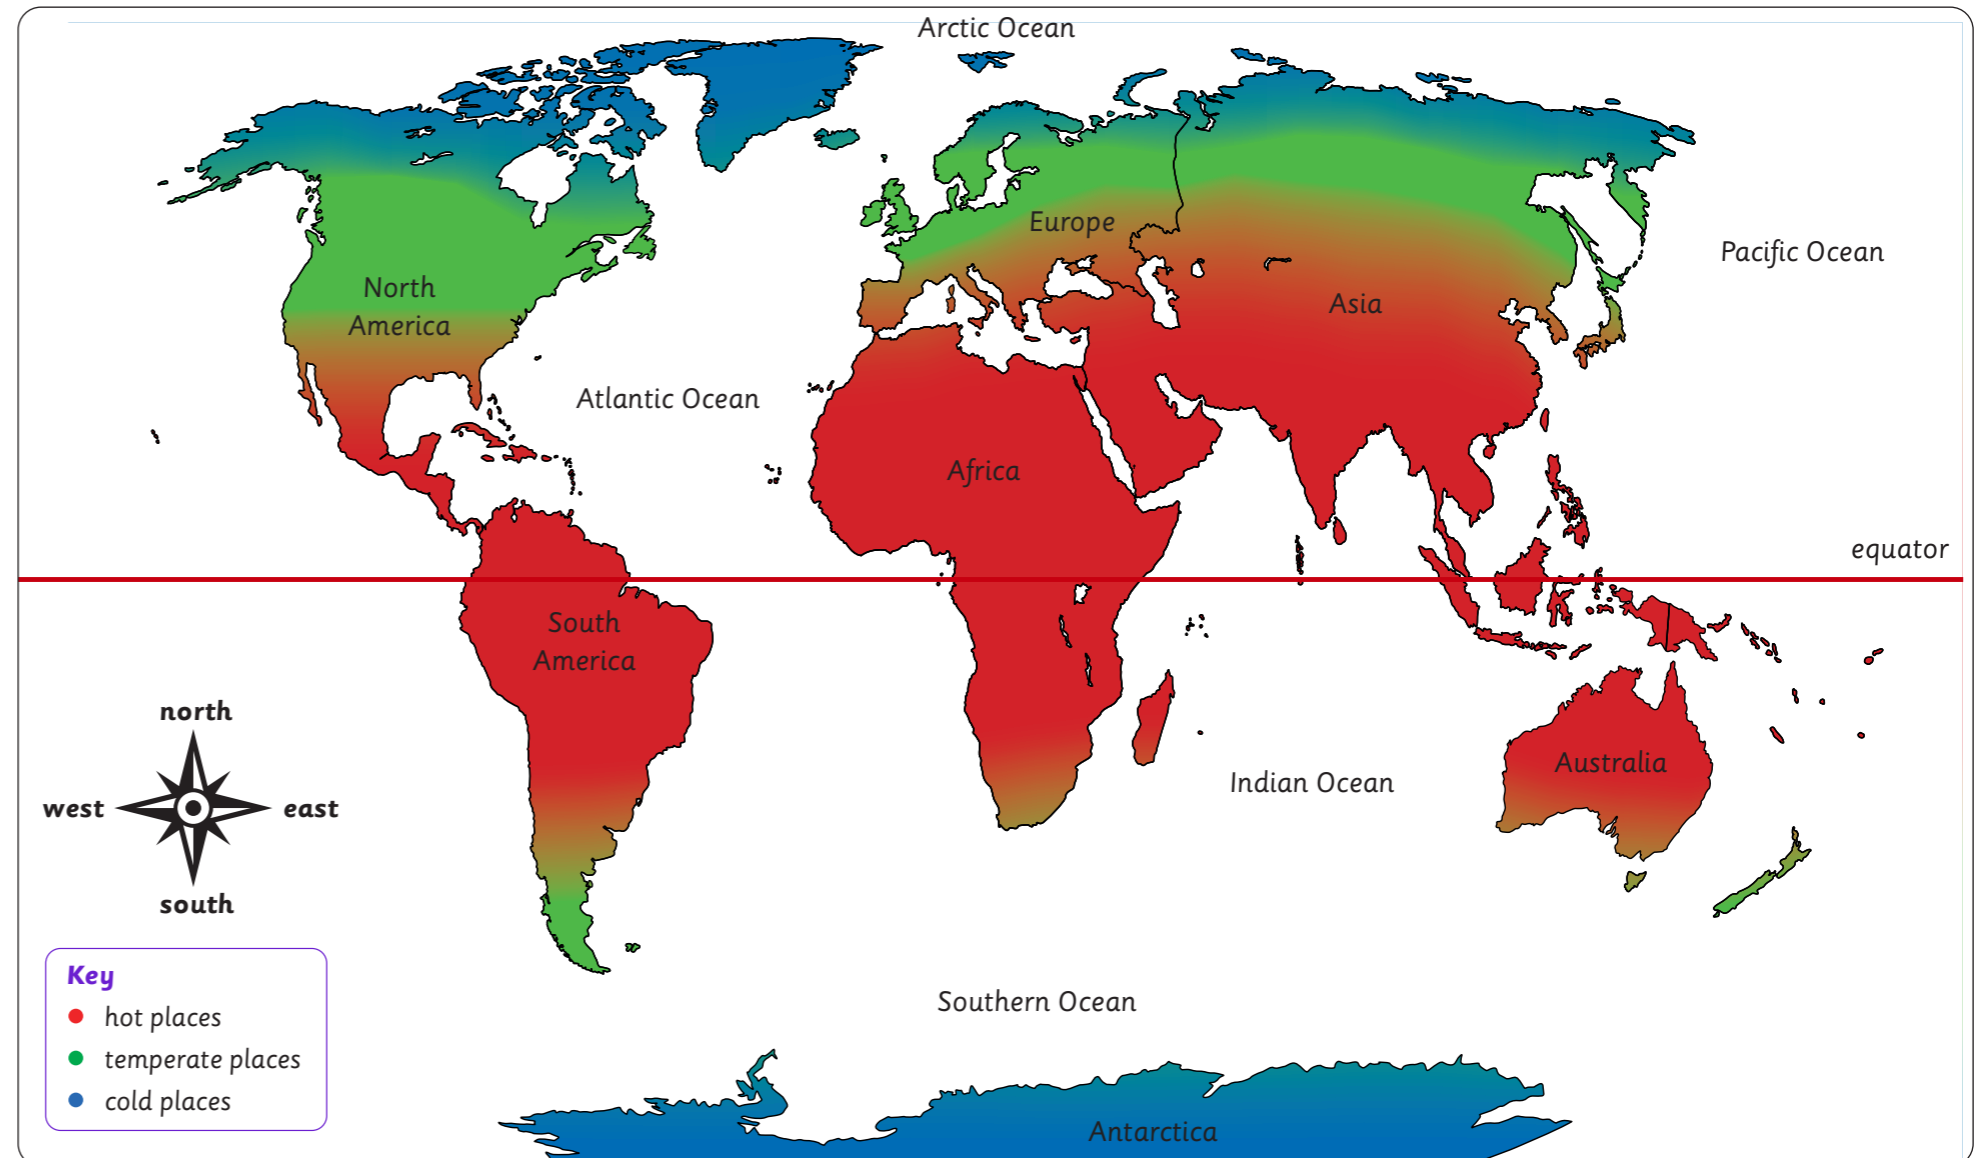 Arctic Ocean
Europe
Pacific Ocean
North
America
Asia
Atlantic Ocean
Africa
equator
South
America
north
west
east
south
Indian Ocean
Australia
Key
hot places
temperate places
cold places
Southern Ocean
Antarctica